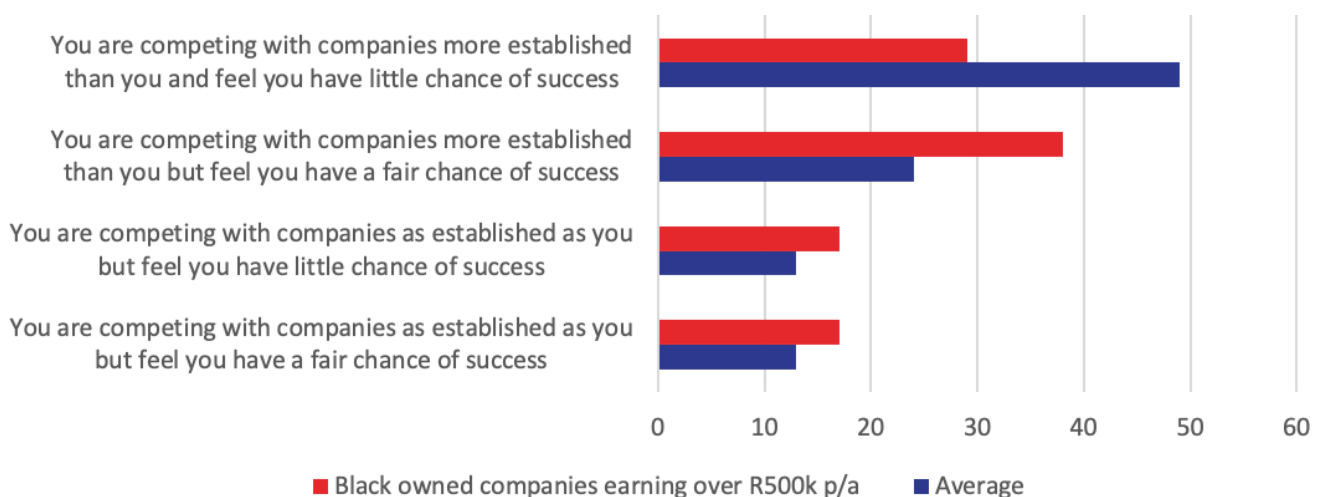 You are competing with companies more established
than you and feel you have little chance of success
You are competing with companies more established
than you but feel you have a fair chance of success
You are competing with companies as established as you
but feel you have little chance of success
You are competing with companies as established as you
but feel you have a fair chance of success
0 10 20 30 40 50 60
Black owned companies earning over R500k p/a Average